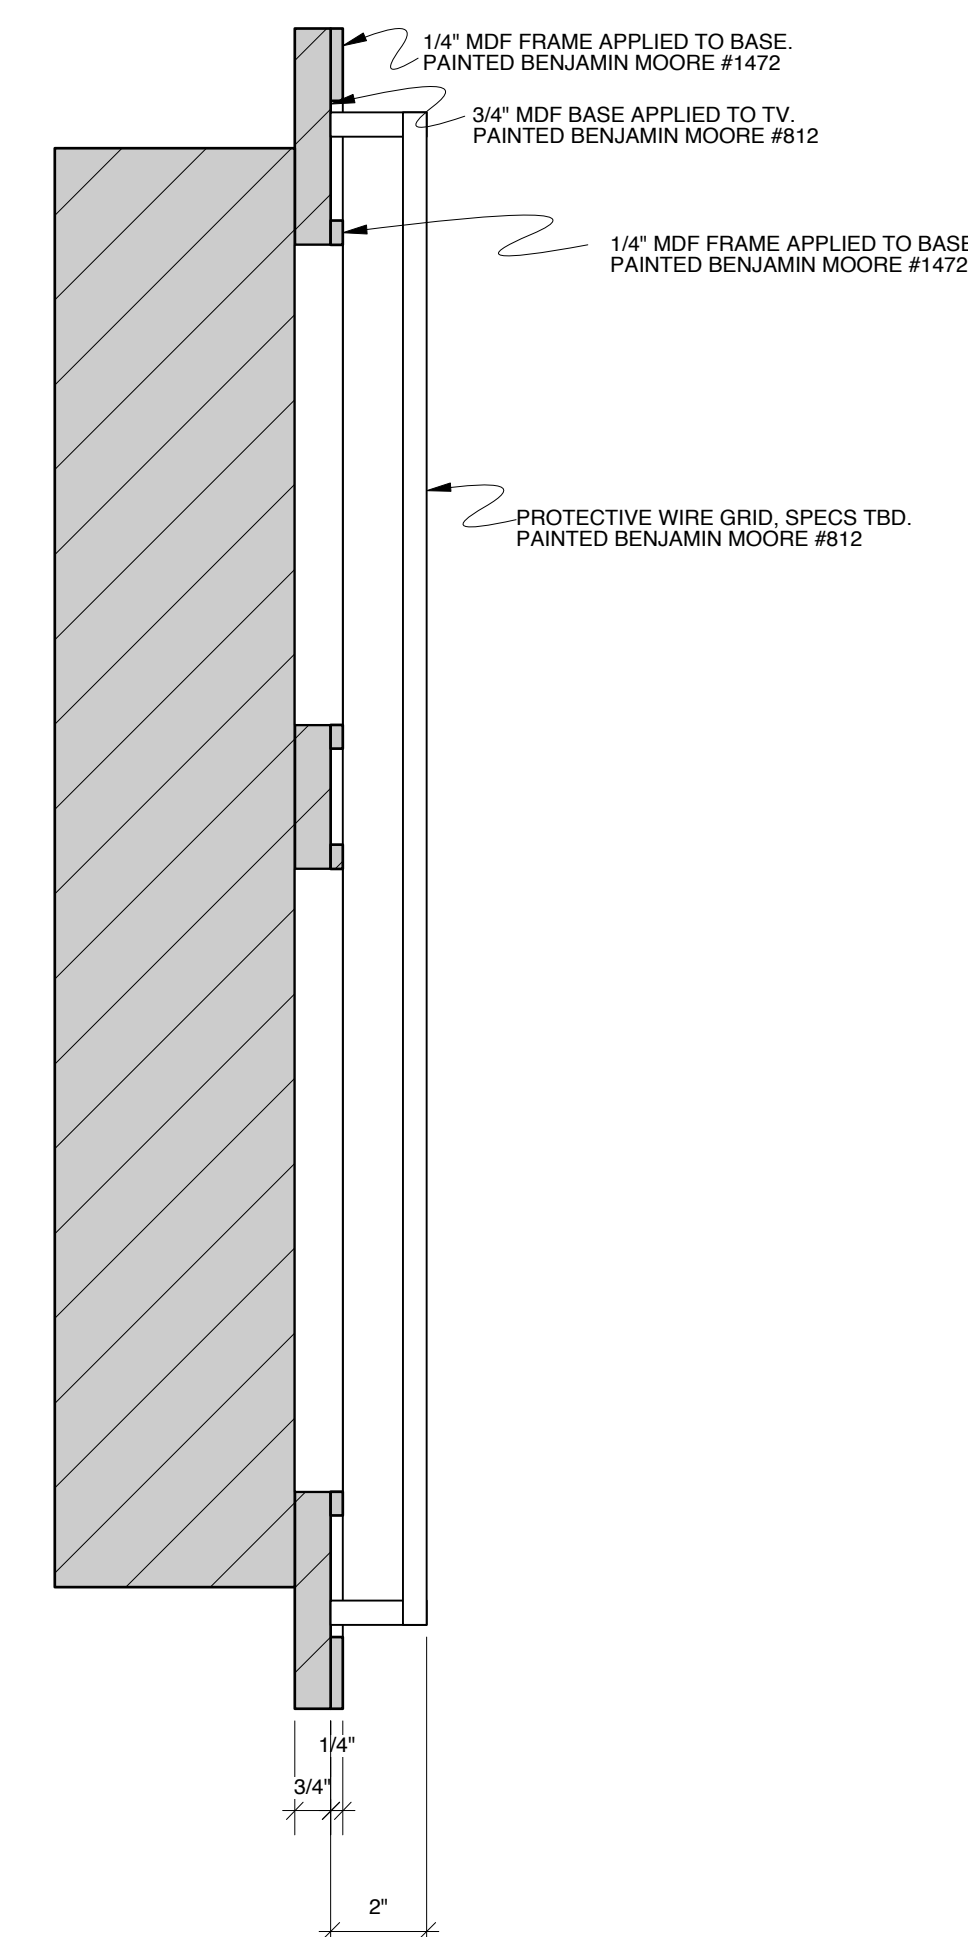 1/4" MDF FRAME APPLIED TO BASE.
PAINTED BENJAMIN MOORE #1472
3/4" MDF BASE APPLIED TO TV.
PAINTED BENJAMIN MOORE #812
1/4" MDF FRAME APPLIED TO BASE
PAINTED BENJAMIN MOORE #1472
PROTECTIVE WIRE GRID, SPECS TBD.
PAINTED BENJAMIN MOORE #812
1/4"
3/4"
2"